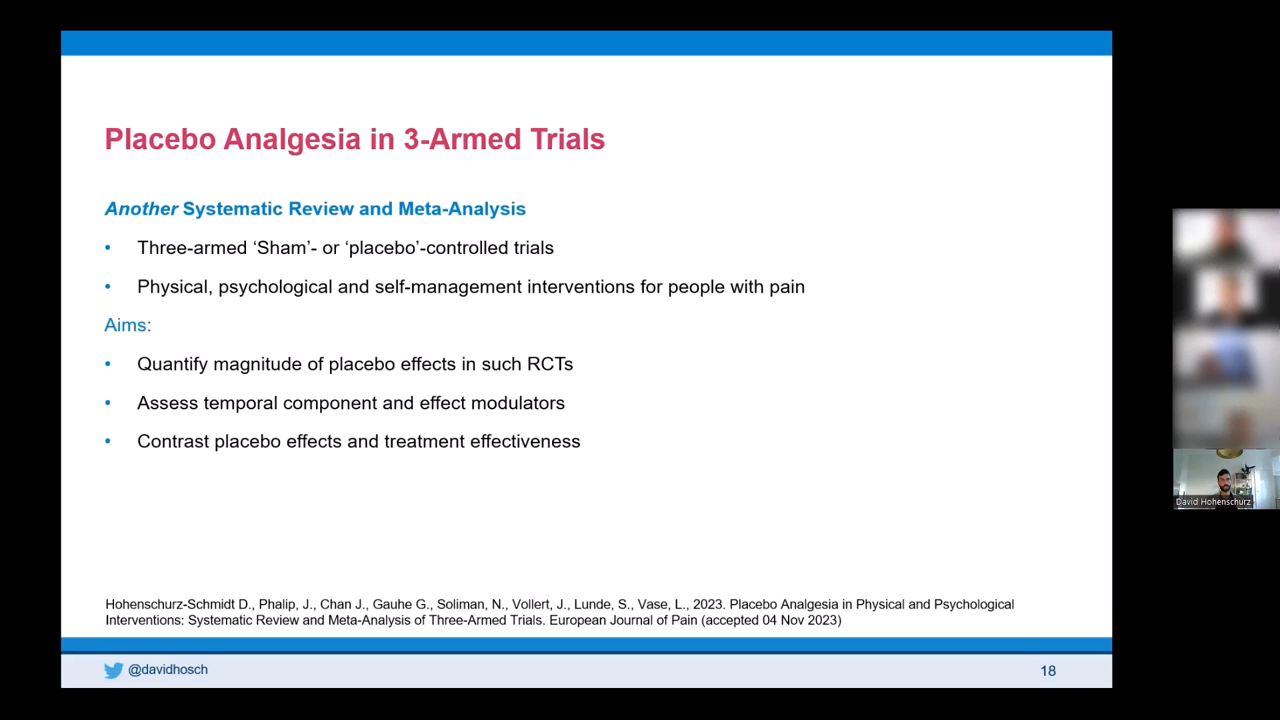 Placebo Analgesia in 3-Armed Trials
Another Systematic Review and Meta-Analysis
• Three-armed ‘Sham’- or ‘placebo’-controlled trials
• Physical, psychological and self-management interventions for people with pain
Aims:
• Quantify magnitude of placebo effects in such RCTs
• Assess temporal component and effect modulators
• Contrast placebo effects and treatment effectiveness
Hohenschurz-Schmidt D., Phalip, J., Chan J., Gauhe G., Soliman, N., Vollert, J., Lunde, S., Vase, L., 2023. Placebo Analgesia in Physical and Psychological
Interventions: Systematic Review and Meta-Analysis of Three-Armed Trials. European Journal of Pain (accepted 04 Nov 2023)
@davidhosch
18
David Hohenschurz